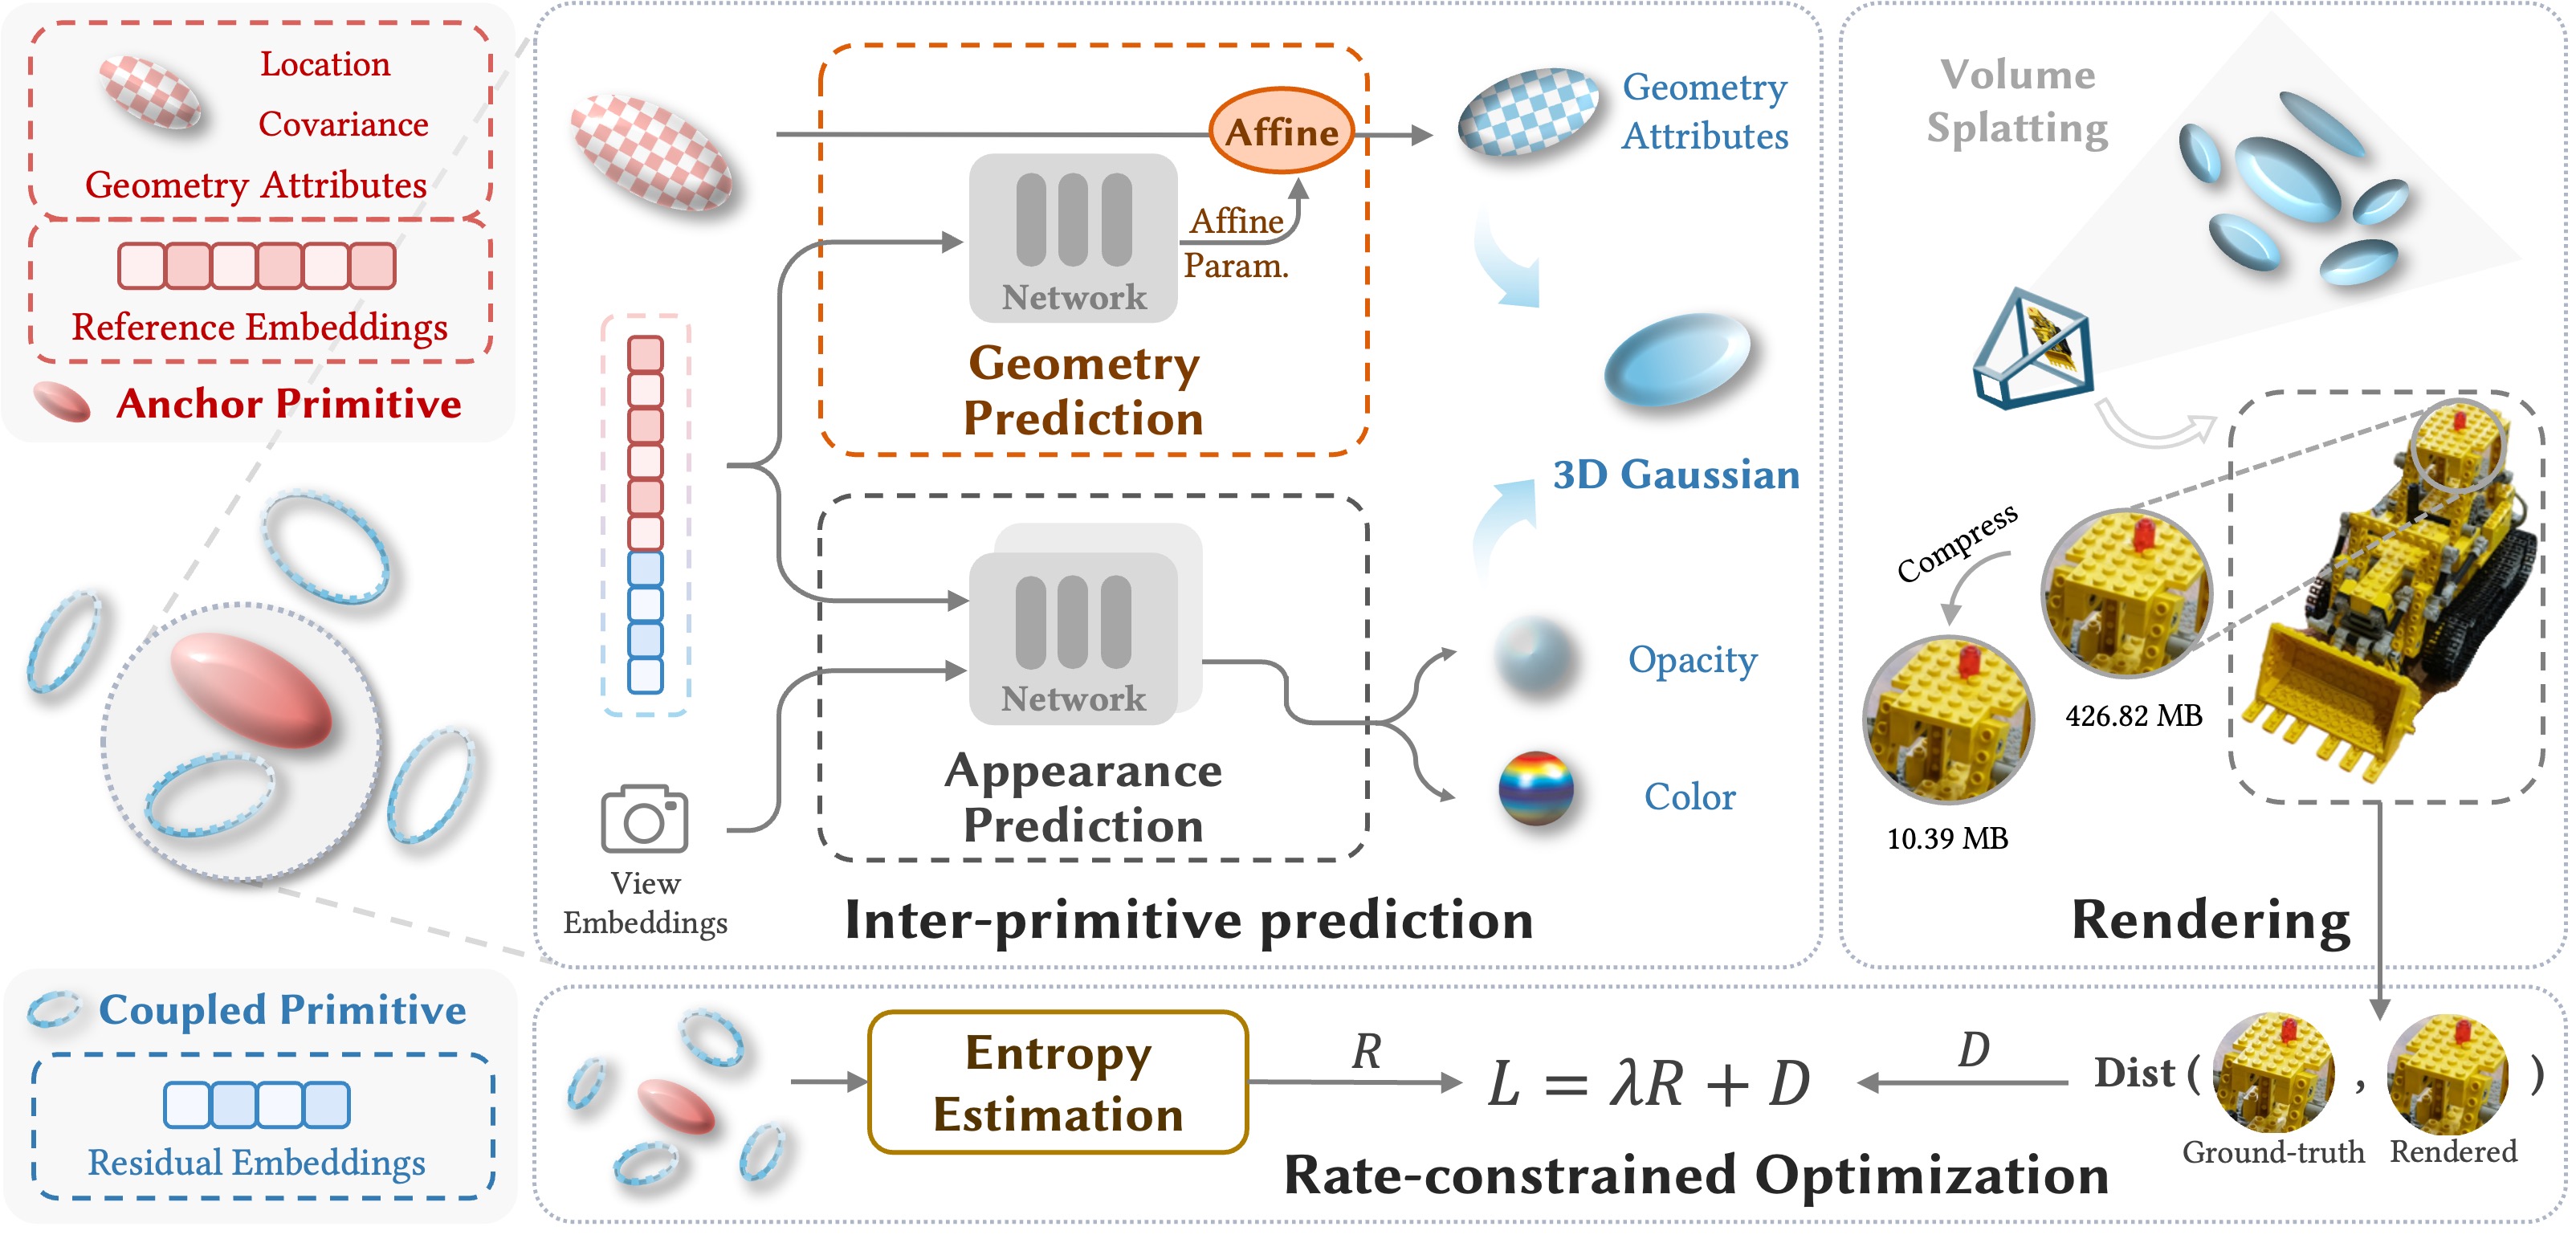 Location
Covariance
Geometry Attributes
Reference Embeddings
Anchor Primitive
Coupled Primitive
Residual Embeddings
Affine
Affine
Param.
Network
Geometry
Prediction
Network
Appearance
Prediction
View
Embeddings
Inter-primitive prediction
Geometry
Attributes
3D Gaussian
Opacity
Color
Volume
Splatting
Compress
426.82 MB
10.39 MB
Rendering
Entropy
Estimation
R
L = λR + D
D
Dist ( , )
Ground-truth
Rendered
Rate-constrained Optimization